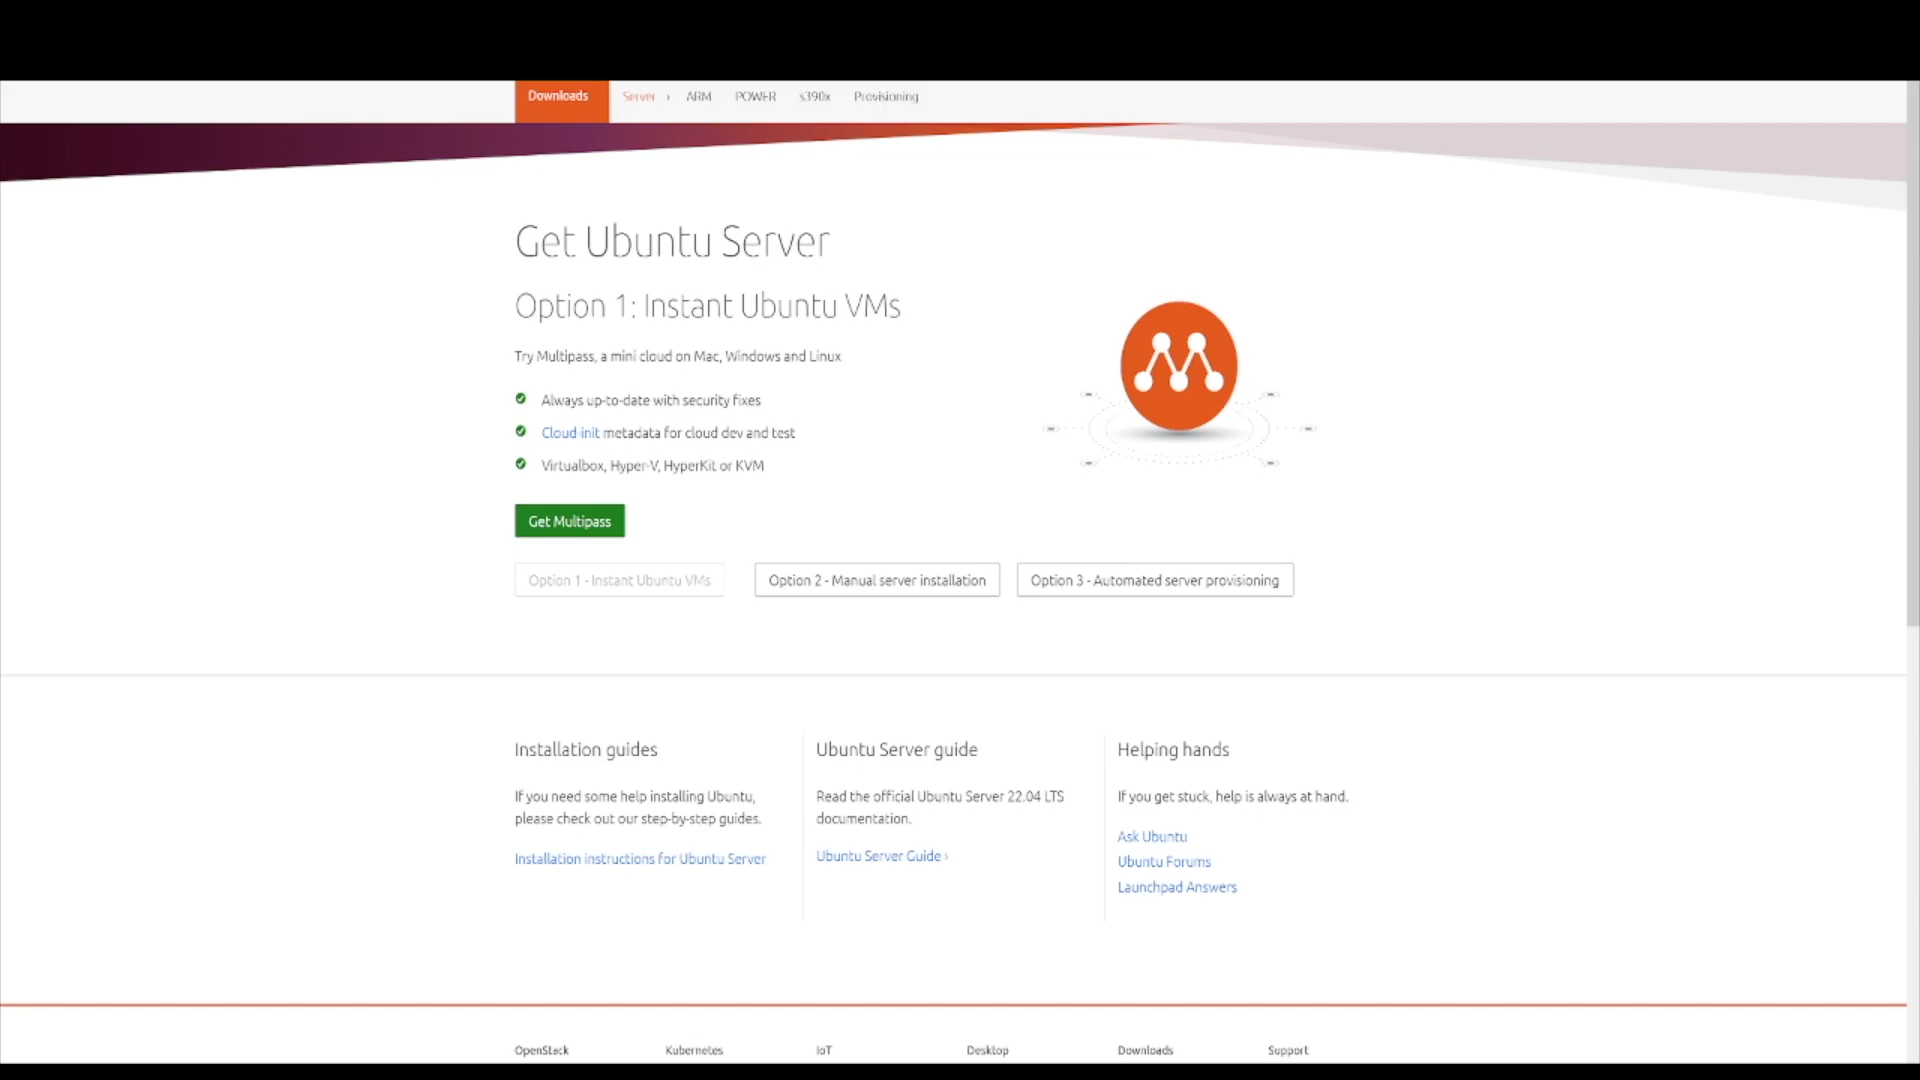 Downloads Server › ARM POWER s390x Provisioning
Get Ubuntu Server
Option 1: Instant Ubuntu VMs
Try Multipass, a mini cloud on Mac, Windows and Linux
Always up-to-date with security fixes
Cloud-init metadata for cloud dev and test
Virtualbox, Hyper-V, HyperKit or KVM
Get Multipass
Option 1 - Instant Ubuntu VMs
Option 2 - Manual server installation
Option 3 - Automated server provisioning
Installation guides
If you need some help installing Ubuntu,
please check out our step-by-step guides.
Installation instructions for Ubuntu Server
Ubuntu Server guide
Read the official Ubuntu Server 22.04 LTS
documentation.
Ubuntu Server Guide ›
Helping hands
If you get stuck, help is always at hand.
Ask Ubuntu
Ubuntu Forums
Launchpad Answers
OpenStack Kubernetes IoT Desktop Downloads Support